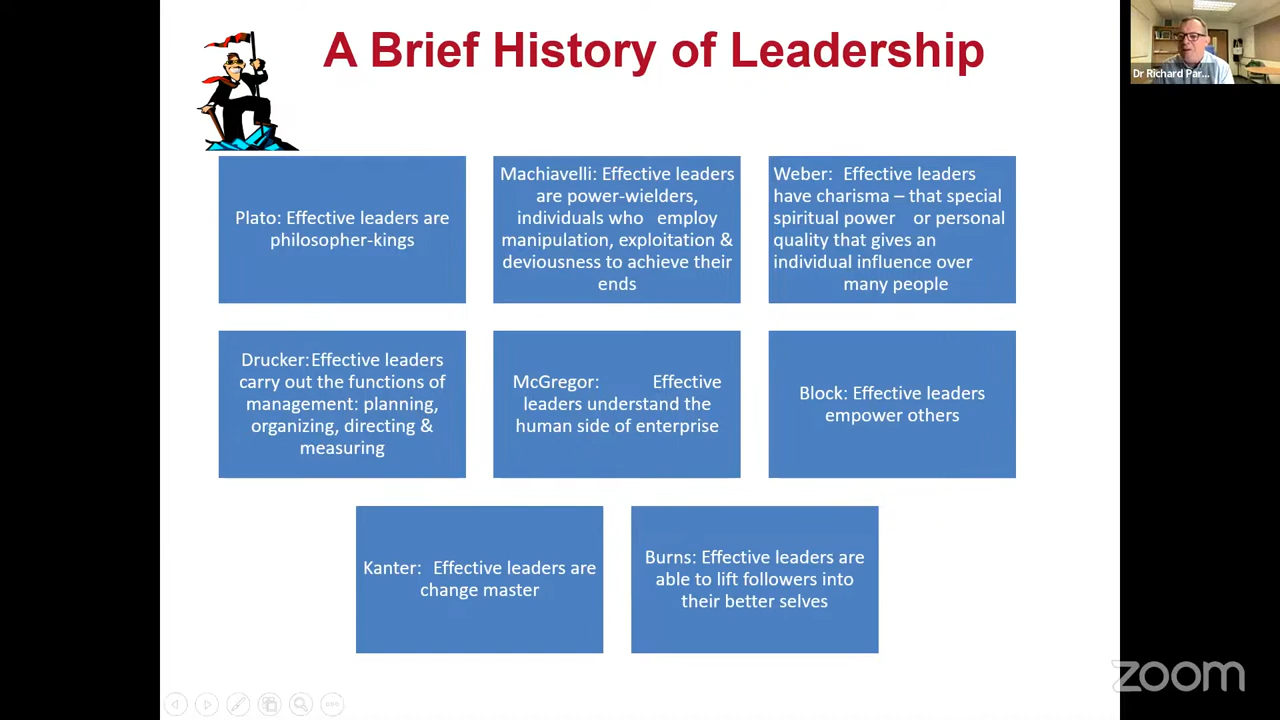 A Brief History of Leadership
Dr Richard Par...
Plato: Effective leaders are
philosopher-kings
Machiavelli: Effective leaders
are power-wielders,
individuals who employ
manipulation, exploitation &
deviousness to achieve their
ends
Weber: Effective leaders
have charisma – that special
spiritual power or personal
quality that gives an
individual influence over
many people
Drucker:Effective leaders
carry out the functions of
management: planning,
organizing, directing &
measuring
McGregor: Effective
leaders understand the
human side of enterprise
Block: Effective leaders
empower others
Kanter: Effective leaders are
change master
Burns: Effective leaders are
able to lift followers into
their better selves
zoom